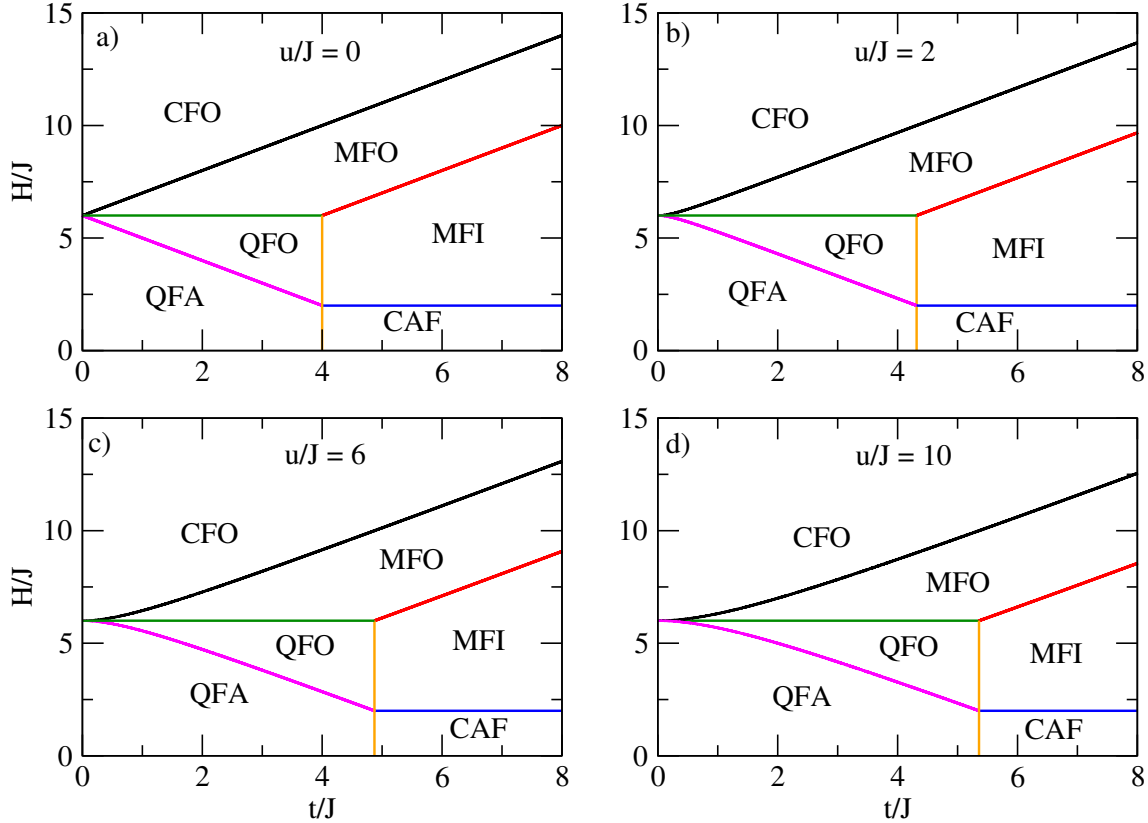 15
a)
u/J = 0
CFO
10
MFO
H/J
5
QFO
MFI
QFA
CAF
0
0 2 4 6 8
15
b)
u/J = 2
CFO
10
MFO
5
QFO
MFI
QFA
CAF
0
0 2 4 6 8
15
c)
u/J = 6
CFO
10
MFO
H/J
5
QFO
MFI
QFA
CAF
0
0 2 4 6 8
t/J
15
d)
u/J = 10
CFO
10
MFO
5
QFO
MFI
QFA
CAF
0
0 2 4 6 8
t/J